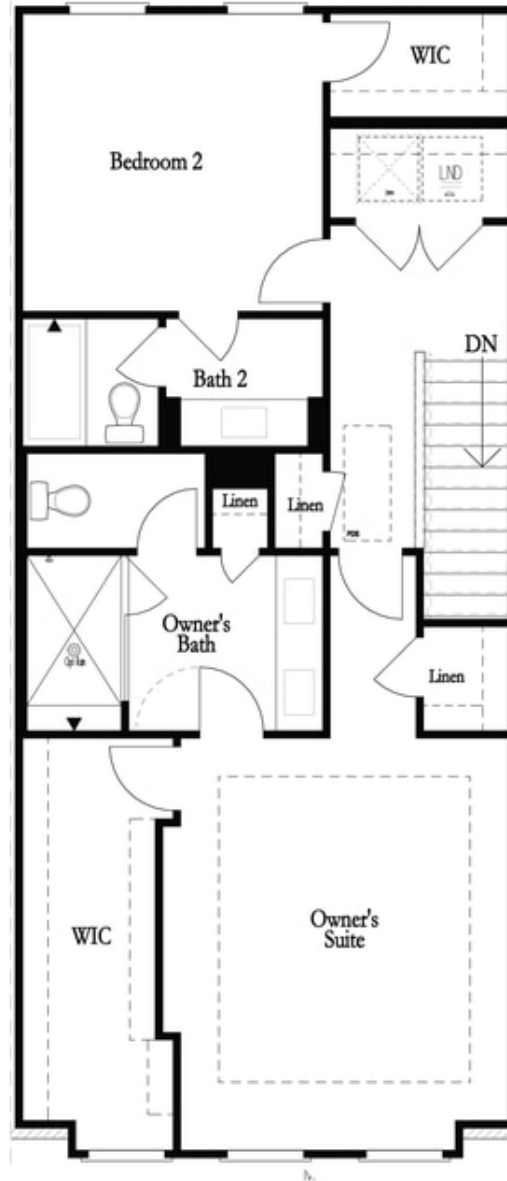 WIC
Bedroom 2
LND
DN
Bath 2
Linen
Linen
Owner's
Bath
Linen
WIC
Owner's
Suite